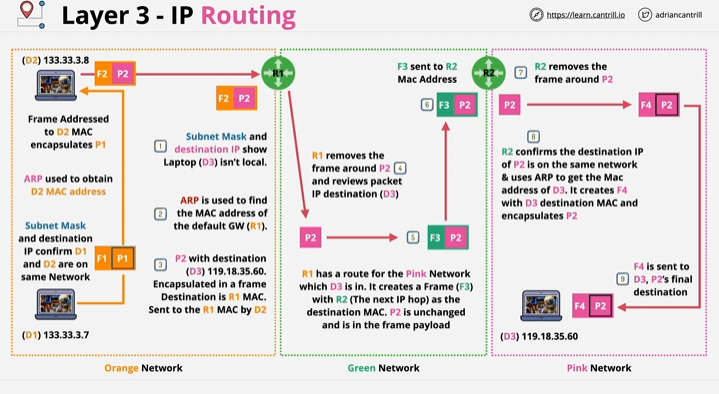 Layer 3 - IP Routing
https://learn.cantrill.io
adriancantrill
(D2) 133.33.3.8
F2 P2
R1
F2 P2
Frame Addressed
to D2 MAC
encapsulates P1
ARP used to obtain
D2 MAC address
Subnet Mask
and destination
IP confirm D1
and D2 are on
same Network
F1 P1
(D1) 133.33.3.7
1
Subnet Mask and
destination IP show
Laptop (D3) isn't local.
2
ARP is used to find
the MAC address of
the default GW (R1).
3
P2 with destination
(D3) 119.18.35.60.
Encapsulated in a frame
Destination is R1 MAC.
Sent to the R1 MAC by D2
Orange Network
F3 sent to R2
Mac Address
R2
6
F3 P2
R1 removes the
frame around P2
4
and reviews packet
IP destination (D3)
P2
5
F3 P2
R1 has a route for the Pink Network
which D3 is in. It creates a Frame (F3)
with R2 (The next IP hop) as the
destination MAC. P2 is unchanged
and is in the frame payload
Green Network
7
R2 removes the
frame around P2
P2
F4 P2
8
R2 confirms the destination IP
of P2 is on the same network
& uses ARP to get the Mac
address of D3. It creates F4
with D3 destination MAC and
encapsulates P2
F4 is sent to
9
D3, P2's final
destination
F4 P2
(D3) 119.18.35.60
Pink Network